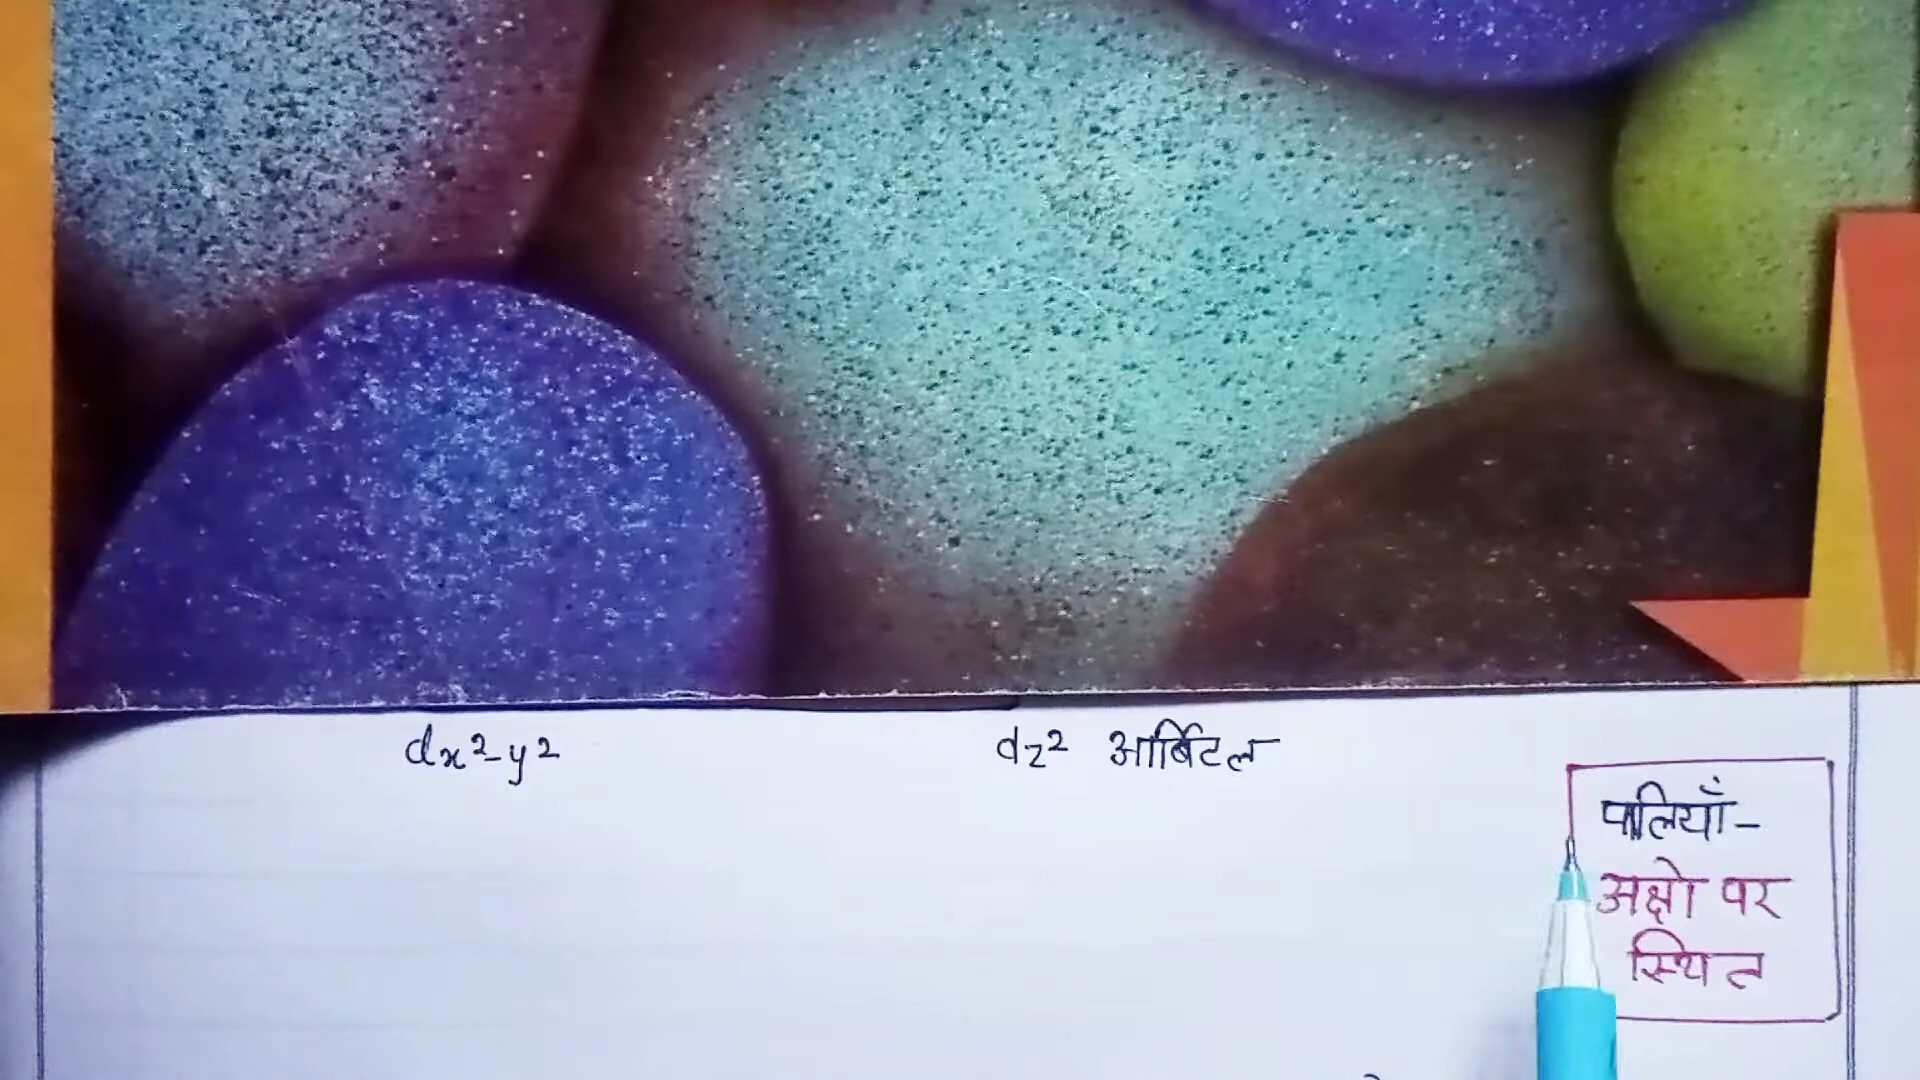 dx²-y²
dz² आर्बिटल
पालियाँ-
अक्षो पर
स्थित